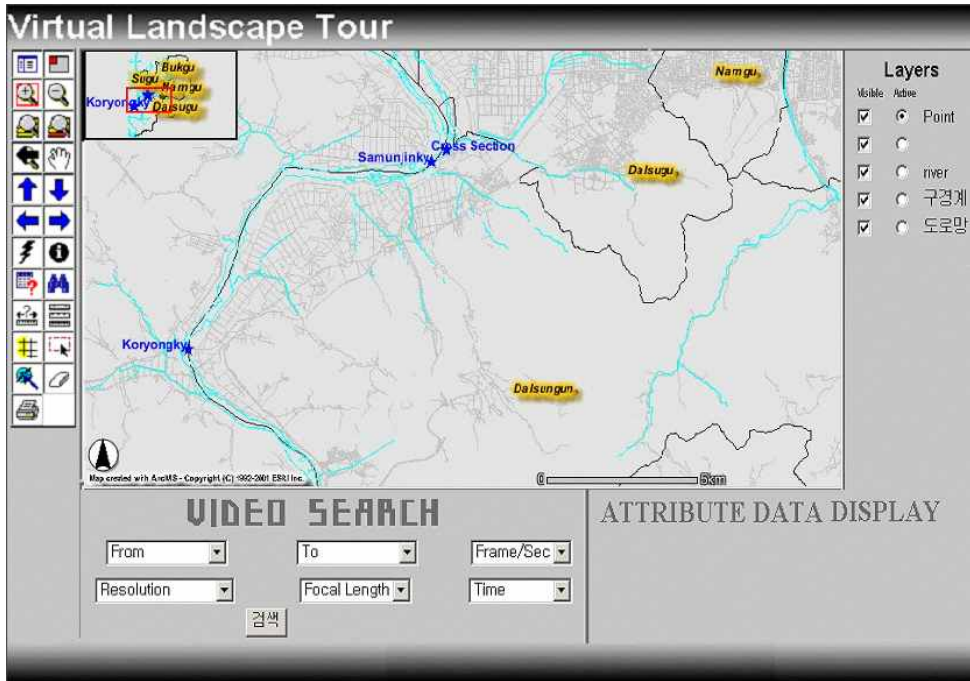 Virtual Landscape Tour
Bukgu
Sugu
Namgu
Koryongky
Dalsugu
Namgu,
Cross Section
Samunjinky
Dalsugu,
Koryongky
Dalsungun,
Map created with ArcIMS - Copyright (C) 1992-2001 ESRI Inc.
0 5km
Layers
Visible Active
Point
river
구경계
도로망
VIDEO SEARCH
From To Frame/Sec
Resolution Focal Length Time
검색
ATTRIBUTE DATA DISPLAY